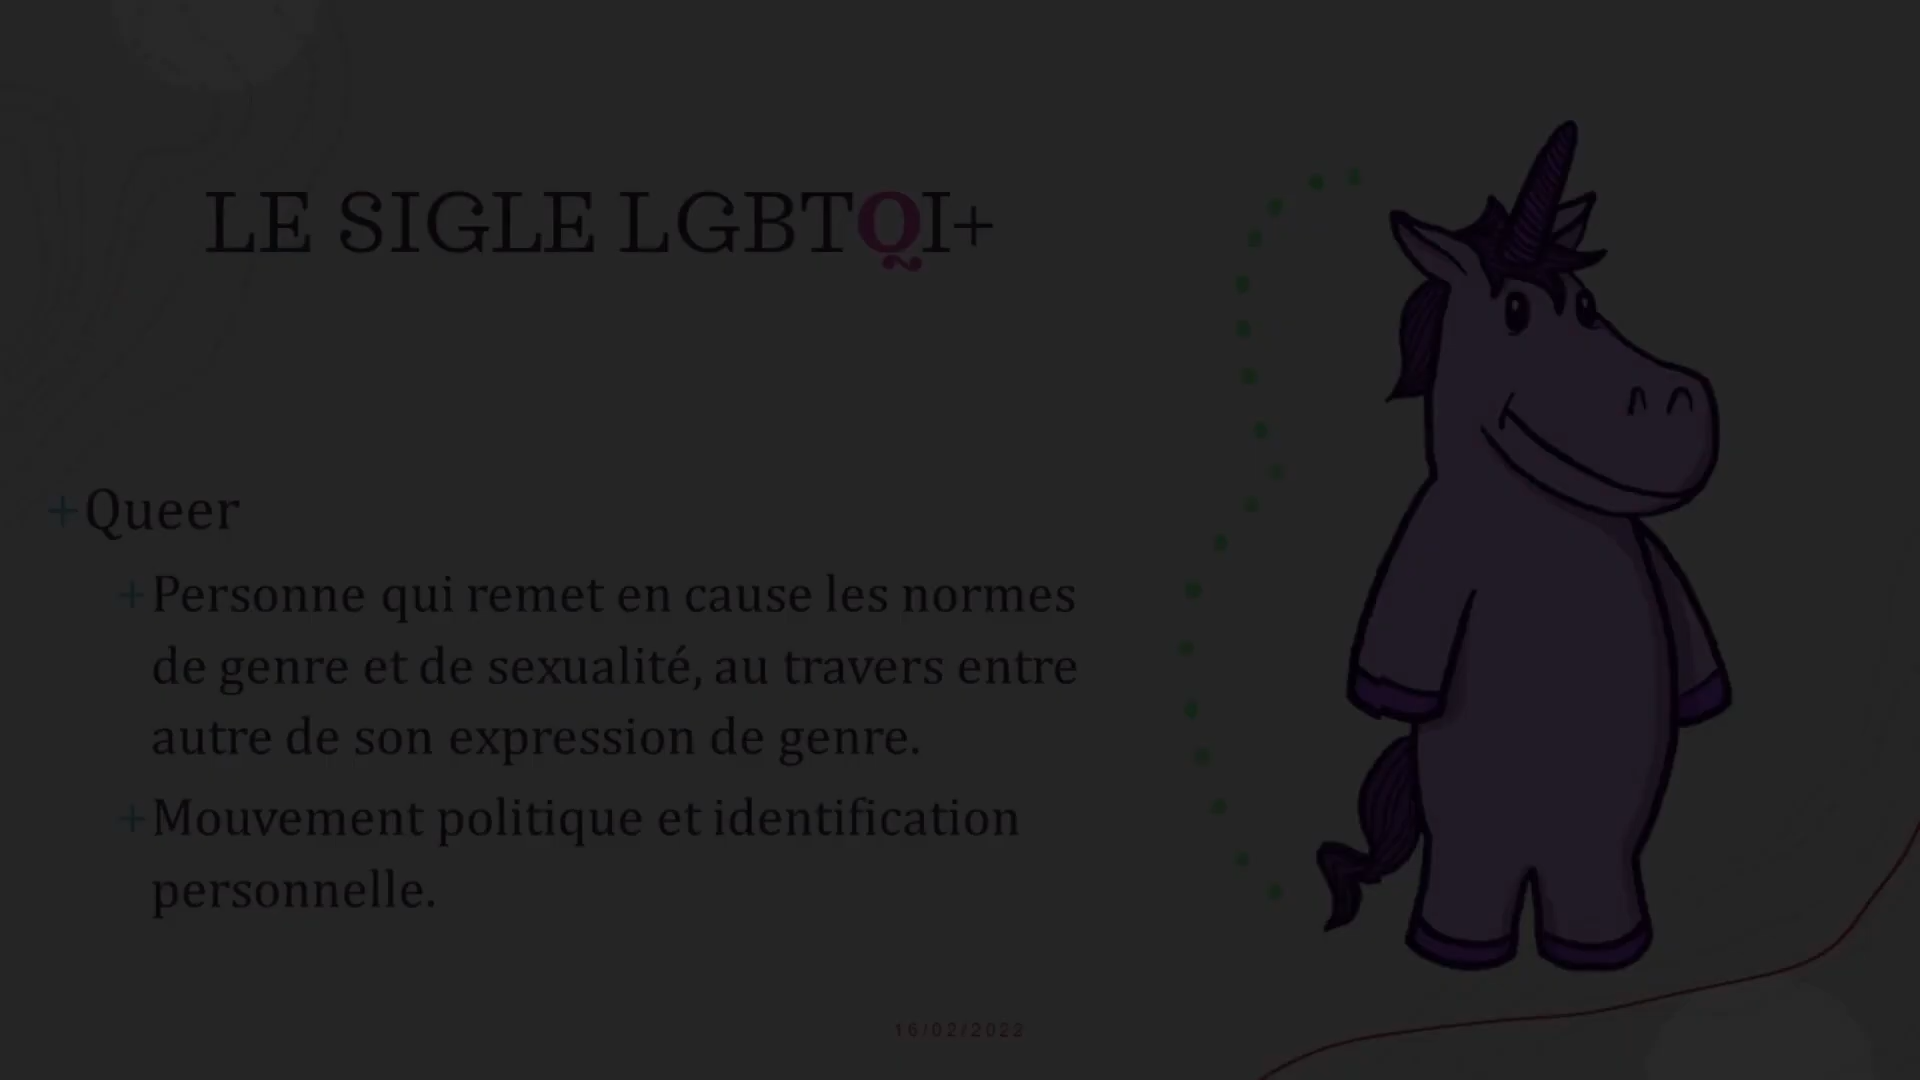 LE SIGLE LGBTQI+
+Queer
+Personne qui remet en cause les normes
de genre et de sexualité, au travers entre
autre de son expression de genre.
+Mouvement politique et identification
personnelle.
16/02/2022